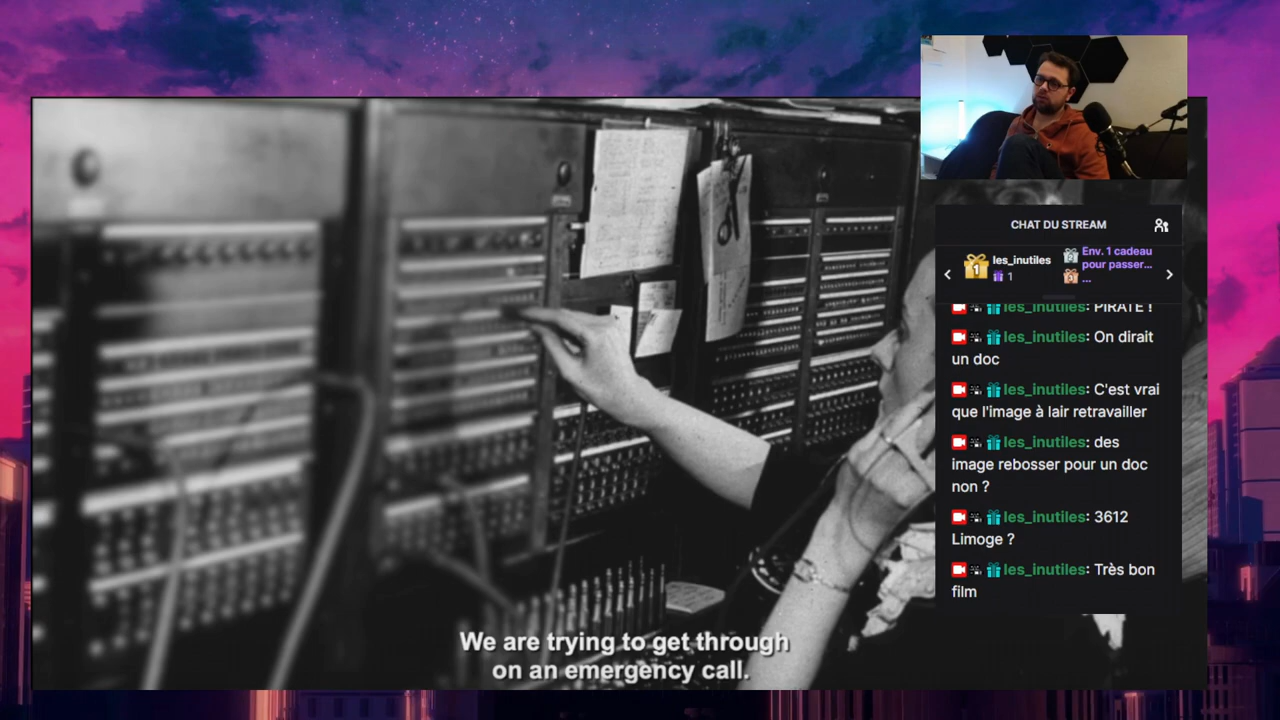 CHAT DU STREAM
les_inutiles
1
1
Env. 1 cadeau
pour passer...
...
les_inutiles: PIRATE !
les_inutiles: On dirait
un doc
les_inutiles: C'est vrai
que l'image à lair retravailler
les_inutiles: des
image rebosser pour un doc
non ?
les_inutiles: 3612
Limoge ?
les_inutiles: Très bon
film
We are trying to get through
on an emergency call.